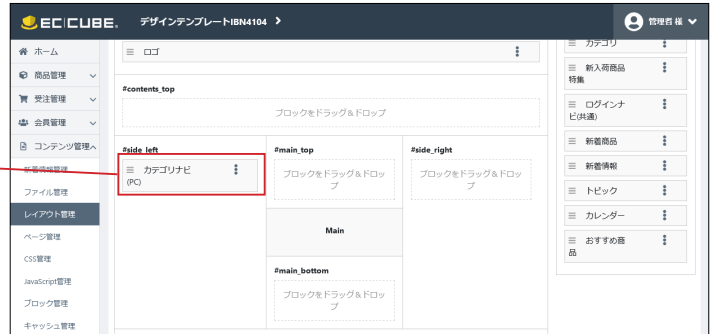 EC CUBE. デザインテンプレートIBN4104 管理者 様
ホーム
商品管理
受注管理
会員管理
コンテンツ管理
新着情報管理
ファイル管理
レイアウト管理
ページ管理
CSS管理
JavaScript管理
ブロック管理
キャッシュ管理
ロゴ
#contents_top
ブロックをドラッグ&ドロップ
#side_left
カテゴリナビ
(PC)
#main_top
ブロックをドラッグ&ドロッ
プ
Main
#main_bottom
ブロックをドラッグ&ドロッ
プ
#side_right
ブロックをドラッグ&ドロッ
プ
カテゴリ
新入荷商品
特集
ログインナ
ビ(共通)
新着商品
新着情報
トピック
カレンダー
おすすめ商
品